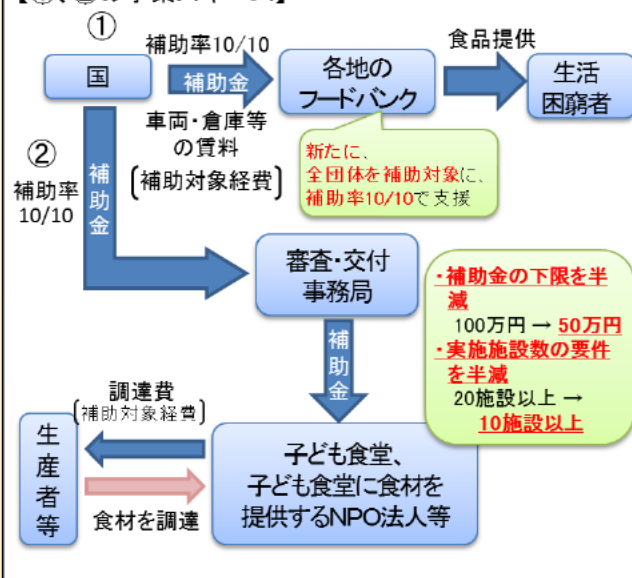 ①
補助率10/10
国
補助金
各地の
フードバンク
食品提供
生活
困窮者
車両・倉庫等
の賃料
〔補助対象経費〕
新たに、
全団体を補助対象に、
補助率10/10で支援
②
補助率
10/10
補助金
審査・交付
事務局
・補助金の下限を半
減
100万円 → 50万円
・実施施設数の要件
を半減
20施設以上 →
10施設以上
補助金
調達費
〔補助対象経費〕
生産者等
食材を調達
子ども食堂、
子ども食堂に食材を
提供するNPO法人等